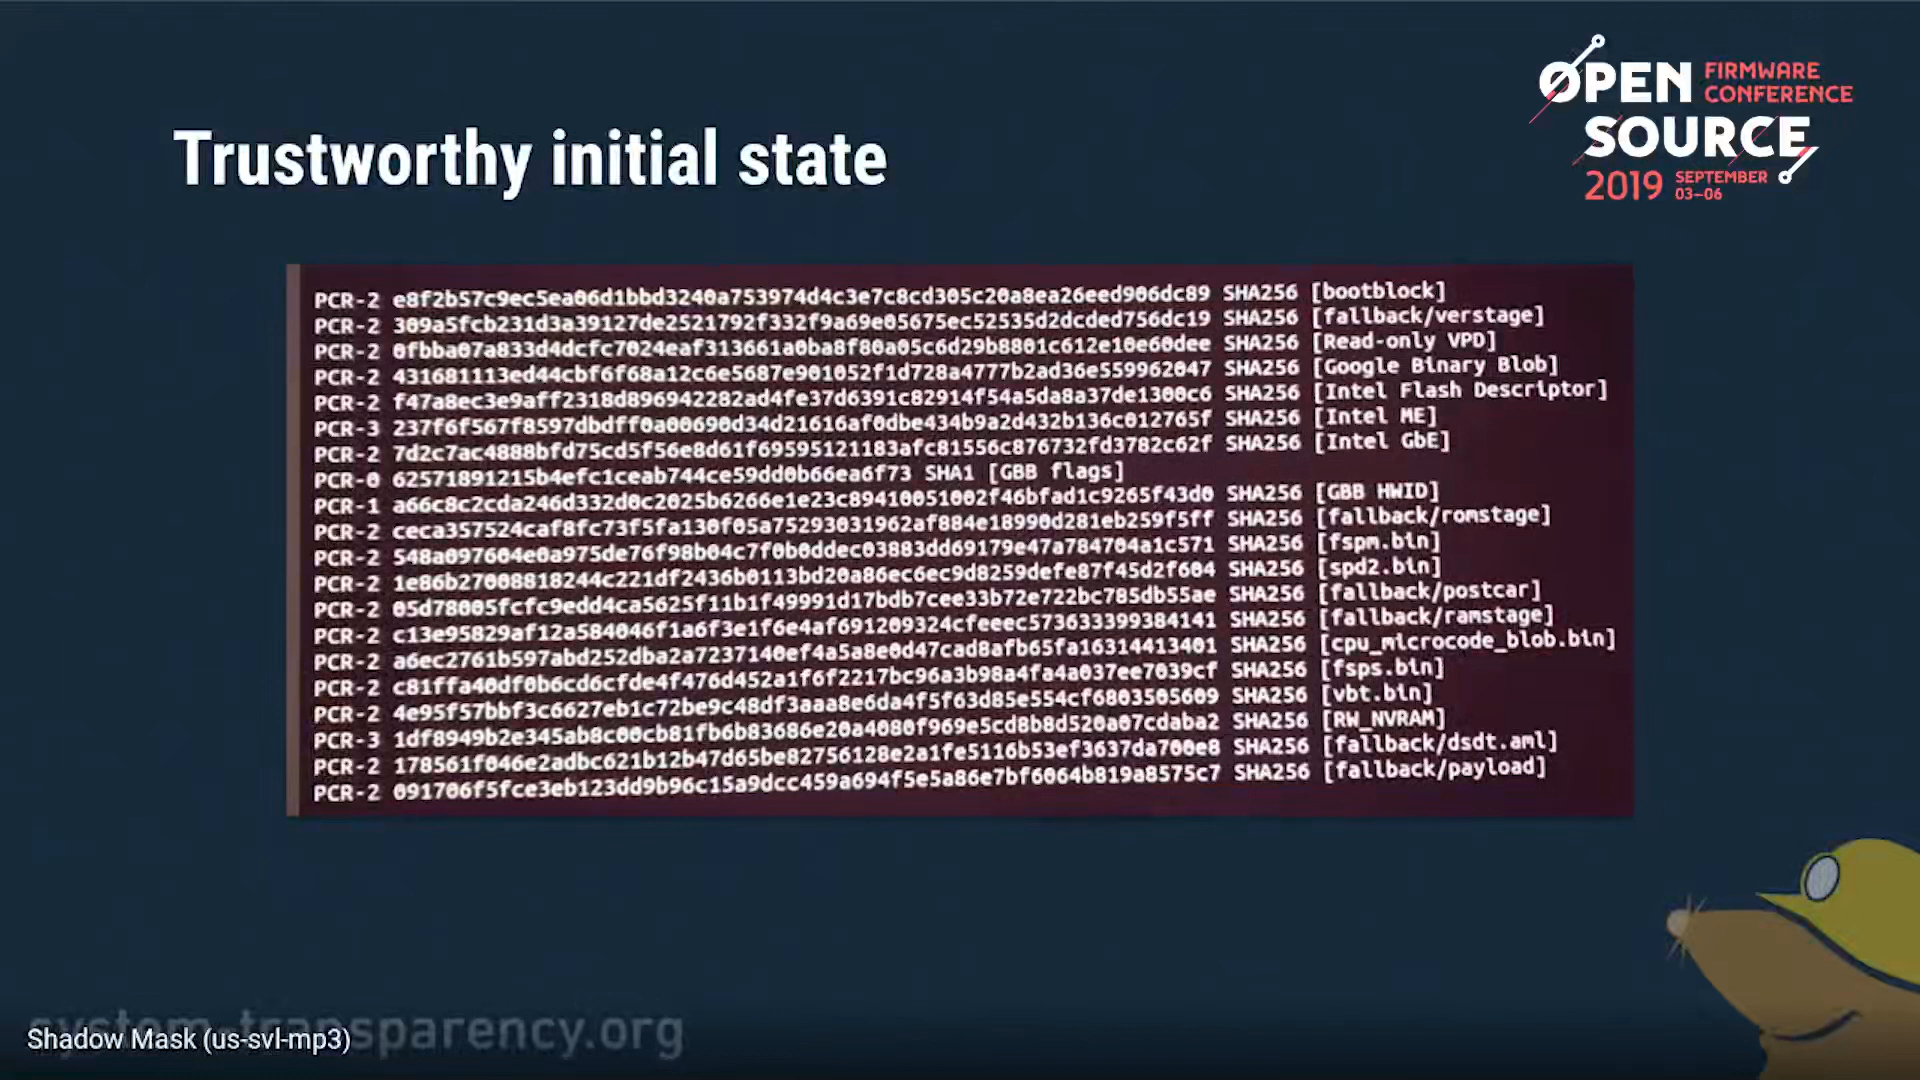 OPEN FIRMWARE
CONFERENCE
SOURCE
2019 SEPTEMBER
03–06
Trustworthy initial state
PCR-2 e8f2b57c9ec5ea06d1bbd3240a753974d4c3e7c8cd305c20a8ea26eed906dc89 SHA256 [bootblock]
PCR-2 309a5fcb231d3a39127de2521792f332f9a69e05675ec52535d2dcded756dc19 SHA256 [fallback/verstage]
PCR-2 0fbba07a833d4dcfc7024eaf313661a0ba8f80a05c6d29b8801c612e10e60dee SHA256 [Read-only VPD]
PCR-2 431681113ed44cbf6f68a12c6e5687e901052f1d728a4777b2ad36e559962047 SHA256 [Google Binary Blob]
PCR-2 f47a8ec3e9aff2318d896942282ad4fe37d6391c82914f54a5da8a37de1300c6 SHA256 [Intel Flash Descriptor]
PCR-3 237f6f567f8597dbdff0a00690d34d21616af0dbe434b9a2d432b136c012765f SHA256 [Intel ME]
PCR-2 7d2c7ac4888bfd75cd5f56e8d61f69595121183afc81556c876732fd3782c62f SHA256 [Intel GbE]
PCR-0 62571891215b4efc1ceab744ce59dd0b66ea6f73 SHA1 [GBB flags]
PCR-1 a66c8c2cda246d332d0c2025b6266e1e23c89410051002f46bfad1c9265f43d0 SHA256 [GBB HWID]
PCR-2 ceca357524caf8fc73f5fa130f05a75293031962af884e18990d281eb259f5ff SHA256 [fallback/romstage]
PCR-2 548a097604e0a975de76f98b04c7f0b0ddec03883dd69179e47a784704a1c571 SHA256 [fspm.bin]
PCR-2 1e86b27008818244c221df2436b0113bd20a86ec6ec9d8259defe87f45d2f604 SHA256 [spd2.bin]
PCR-2 05d78005fcfc9edd4ca5625f11b1f49991d17bdb7cee33b72e722bc785db55ae SHA256 [fallback/postcar]
PCR-2 c13e95829af12a584046f1a6f3e1f6e4af691209324cfeeec573633399384141 SHA256 [fallback/ramstage]
PCR-2 a6ec2761b597abd252dba2a7237140ef4a5a8e0d47cad8afb65fa16314413401 SHA256 [cpu_microcode_blob.bin]
PCR-2 c81ffa40df0b6cd6cfde4f476d452a1f6f2217bc96a3b98a4fa4a037ee7039cf SHA256 [fsps.bin]
PCR-2 4e95f57bbf3c6627eb1c72be9c48df3aaa8e6da4f5f63d85e554cf6803505609 SHA256 [vbt.bin]
PCR-3 1df8949b2e345ab8c00cb81fb6b83686e20a4080f969e5cd8b8d520a07cdaba2 SHA256 [RW_NVRAM]
PCR-2 178561f046e2adbc621b12b47d65be82756128e2a1fe5116b53ef3637da700e8 SHA256 [fallback/dsdt.aml]
PCR-2 091706f5fce3eb123dd9b96c15a9dcc459a694f5e5a86e7bf6064b819a8575c7 SHA256 [fallback/payload]
system-transparency.org
Shadow Mask (us-svl-mp3)